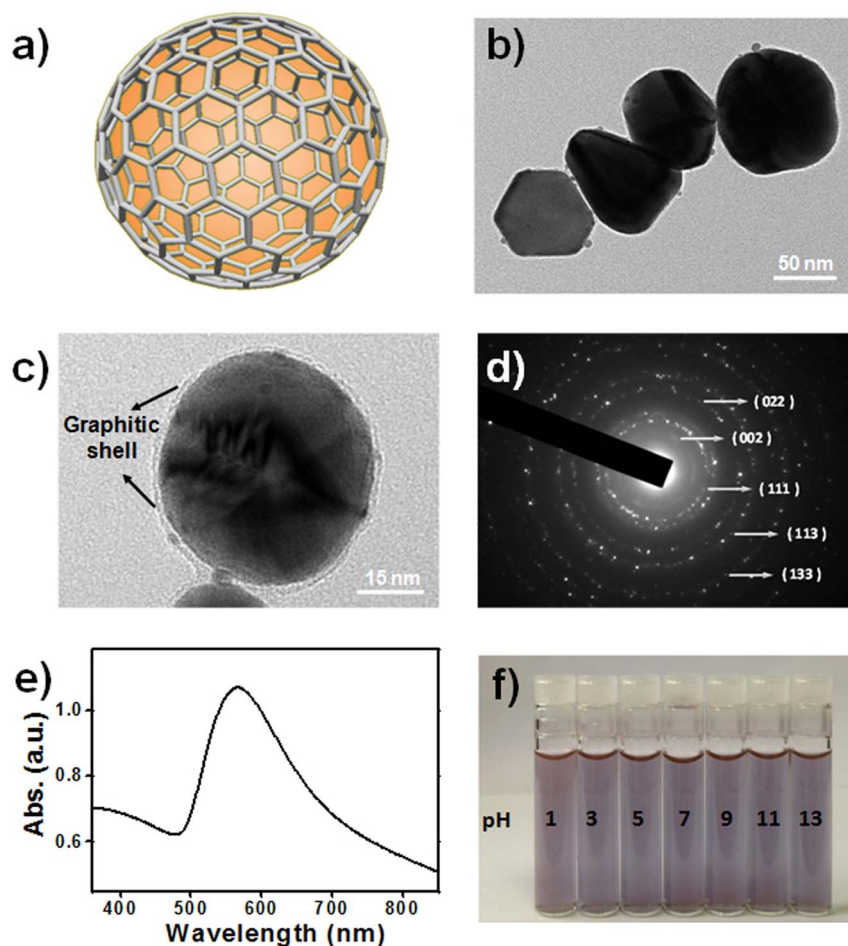 a)
b)
50 nm
c)
Graphitic
shell
15 nm
d)
( 022 )
( 002 )
( 111 )
( 113 )
( 133 )
e)
Abs. (a.u.)
1.0
0.8
0.6
400 500 600 700 800
Wavelength (nm)
f)
pH 1 3 5 7 9 11 13